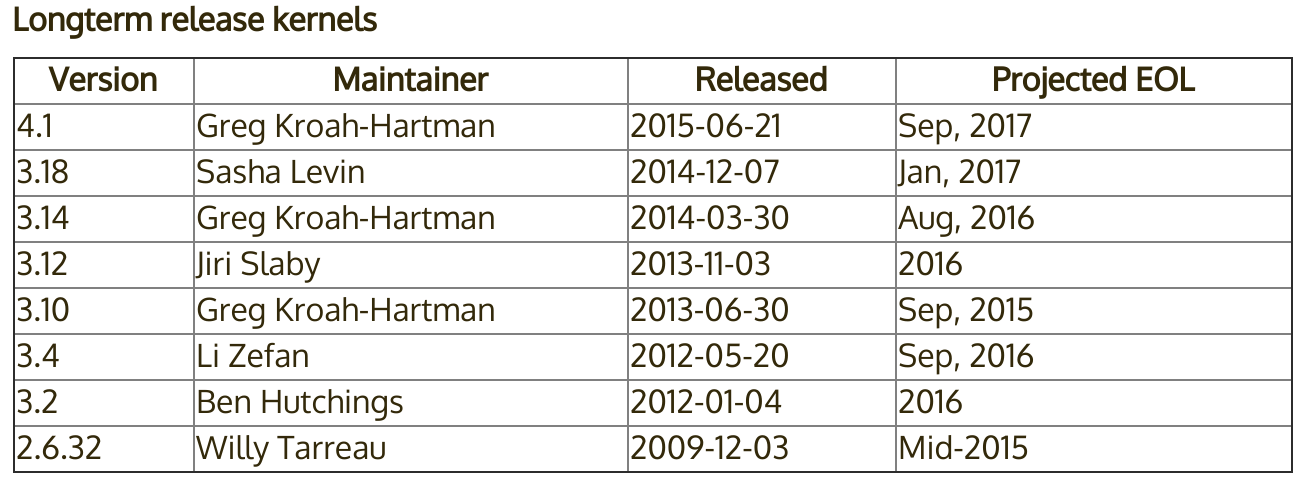 Longterm release kernels
Version Maintainer Released Projected EOL
4.1 Greg Kroah-Hartman 2015-06-21 Sep, 2017
3.18 Sasha Levin 2014-12-07 Jan, 2017
3.14 Greg Kroah-Hartman 2014-03-30 Aug, 2016
3.12 Jiri Slaby 2013-11-03 2016
3.10 Greg Kroah-Hartman 2013-06-30 Sep, 2015
3.4 Li Zefan 2012-05-20 Sep, 2016
3.2 Ben Hutchings 2012-01-04 2016
2.6.32 Willy Tarreau 2009-12-03 Mid-2015